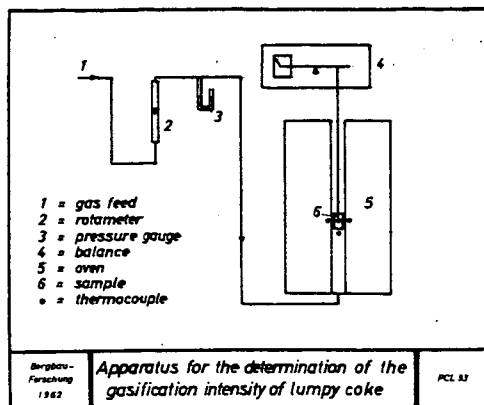 1
2
3
4
5
6
1 = gas feed
2 = rotameter
3 = pressure gauge
4 = balance
5 = oven
6 = sample
• = thermocouple
Bergbau-
Forschung
1962
Apparatus for the determination of the
gasification intensity of lumpy coke
PCL 53